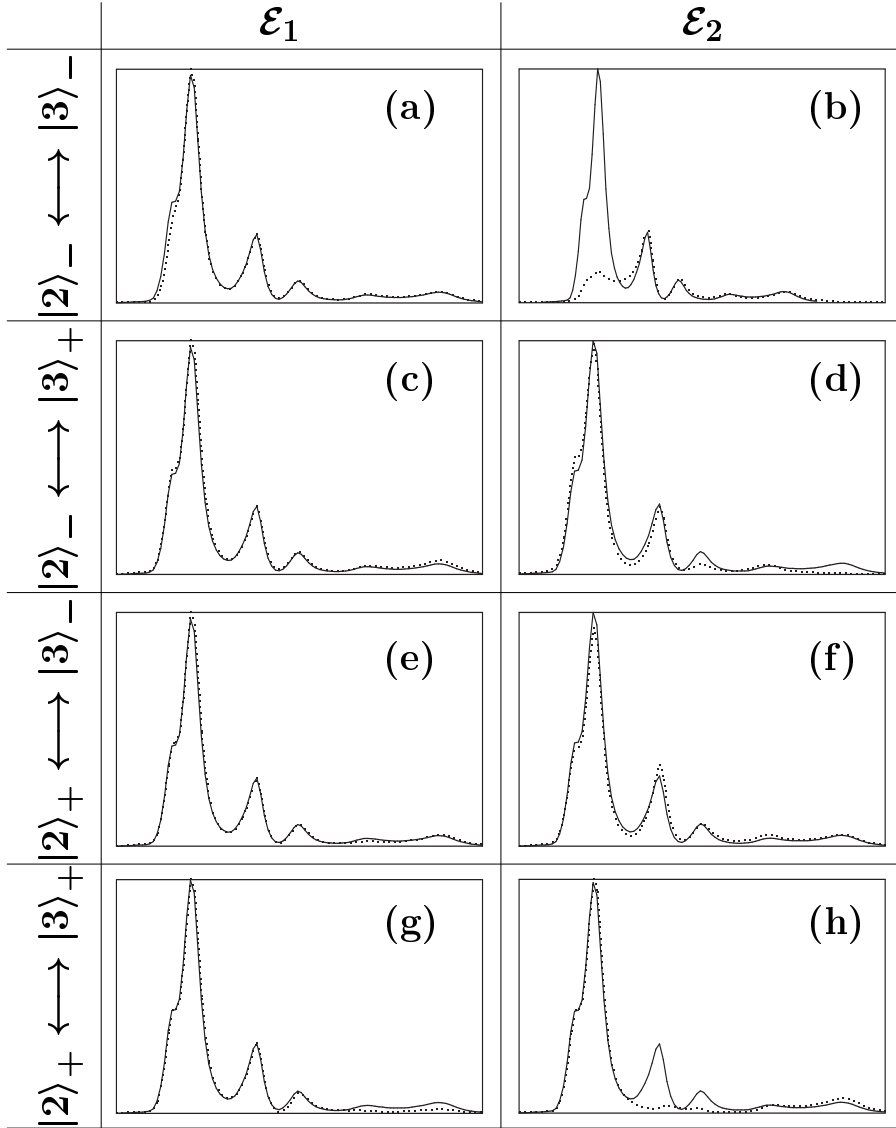 ℰ₁ ℰ₂
|2⟩− ⟷ |3⟩−
(a) (b)
|2⟩− ⟷ |3⟩+
(c) (d)
|2⟩+ ⟷ |3⟩−
(e) (f)
|2⟩+ ⟷ |3⟩+
(g) (h)